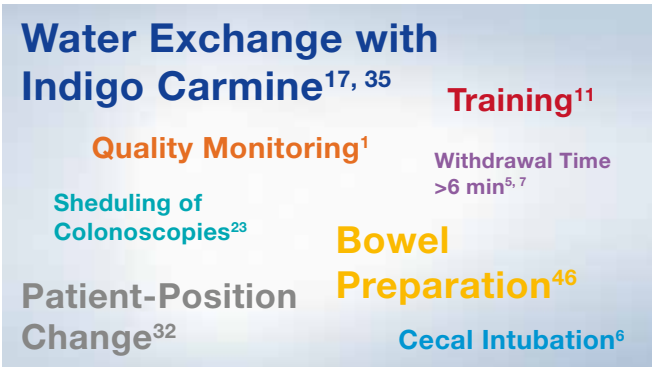 Water Exchange with
Indigo Carmine17, 35
Training11
Quality Monitoring1
Withdrawal Time
>6 min5, 7
Sheduling of
Colonoscopies23
Bowel
Preparation46
Patient-Position
Change32
Cecal Intubation6